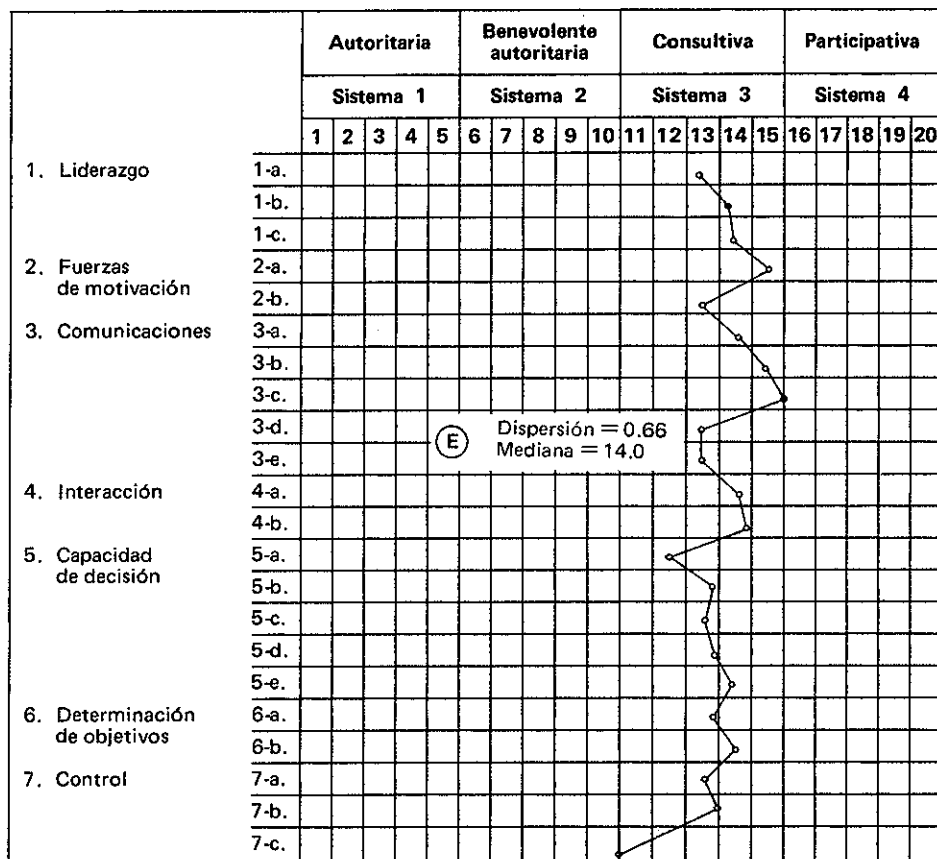 Autoritaria Benevolente autoritaria Consultiva Participativa
Sistema 1 Sistema 2 Sistema 3 Sistema 4
1 2 3 4 5 6 7 8 9 10 11 12 13 14 15 16 17 18 19 20
1. Liderazgo 1-a.
1-b.
1-c.
2. Fuerzas de motivación 2-a.
2-b.
3. Comunicaciones 3-a.
3-b.
3-c.
3-d.
E Dispersión = 0.66
Mediana = 14.0
3-e.
4. Interacción 4-a.
4-b.
5. Capacidad de decisión 5-a.
5-b.
5-c.
5-d.
5-e.
6. Determinación de objetivos 6-a.
6-b.
7. Control 7-a.
7-b.
7-c.